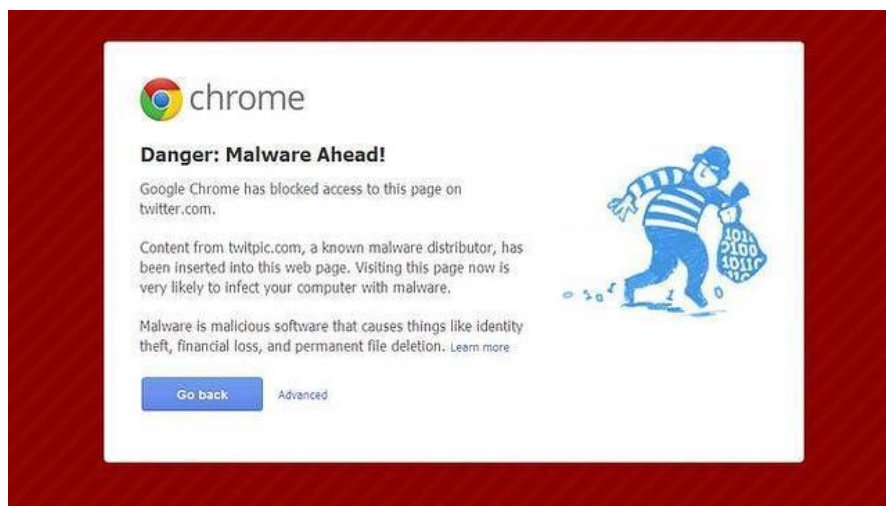 chrome
Danger: Malware Ahead!
Google Chrome has blocked access to this page on
twitter.com.
Content from twitpic.com, a known malware distributor, has
been inserted into this web page. Visiting this page now is
very likely to infect your computer with malware.
Malware is malicious software that causes things like identity
theft, financial loss, and permanent file deletion. Learn more
Go back Advanced